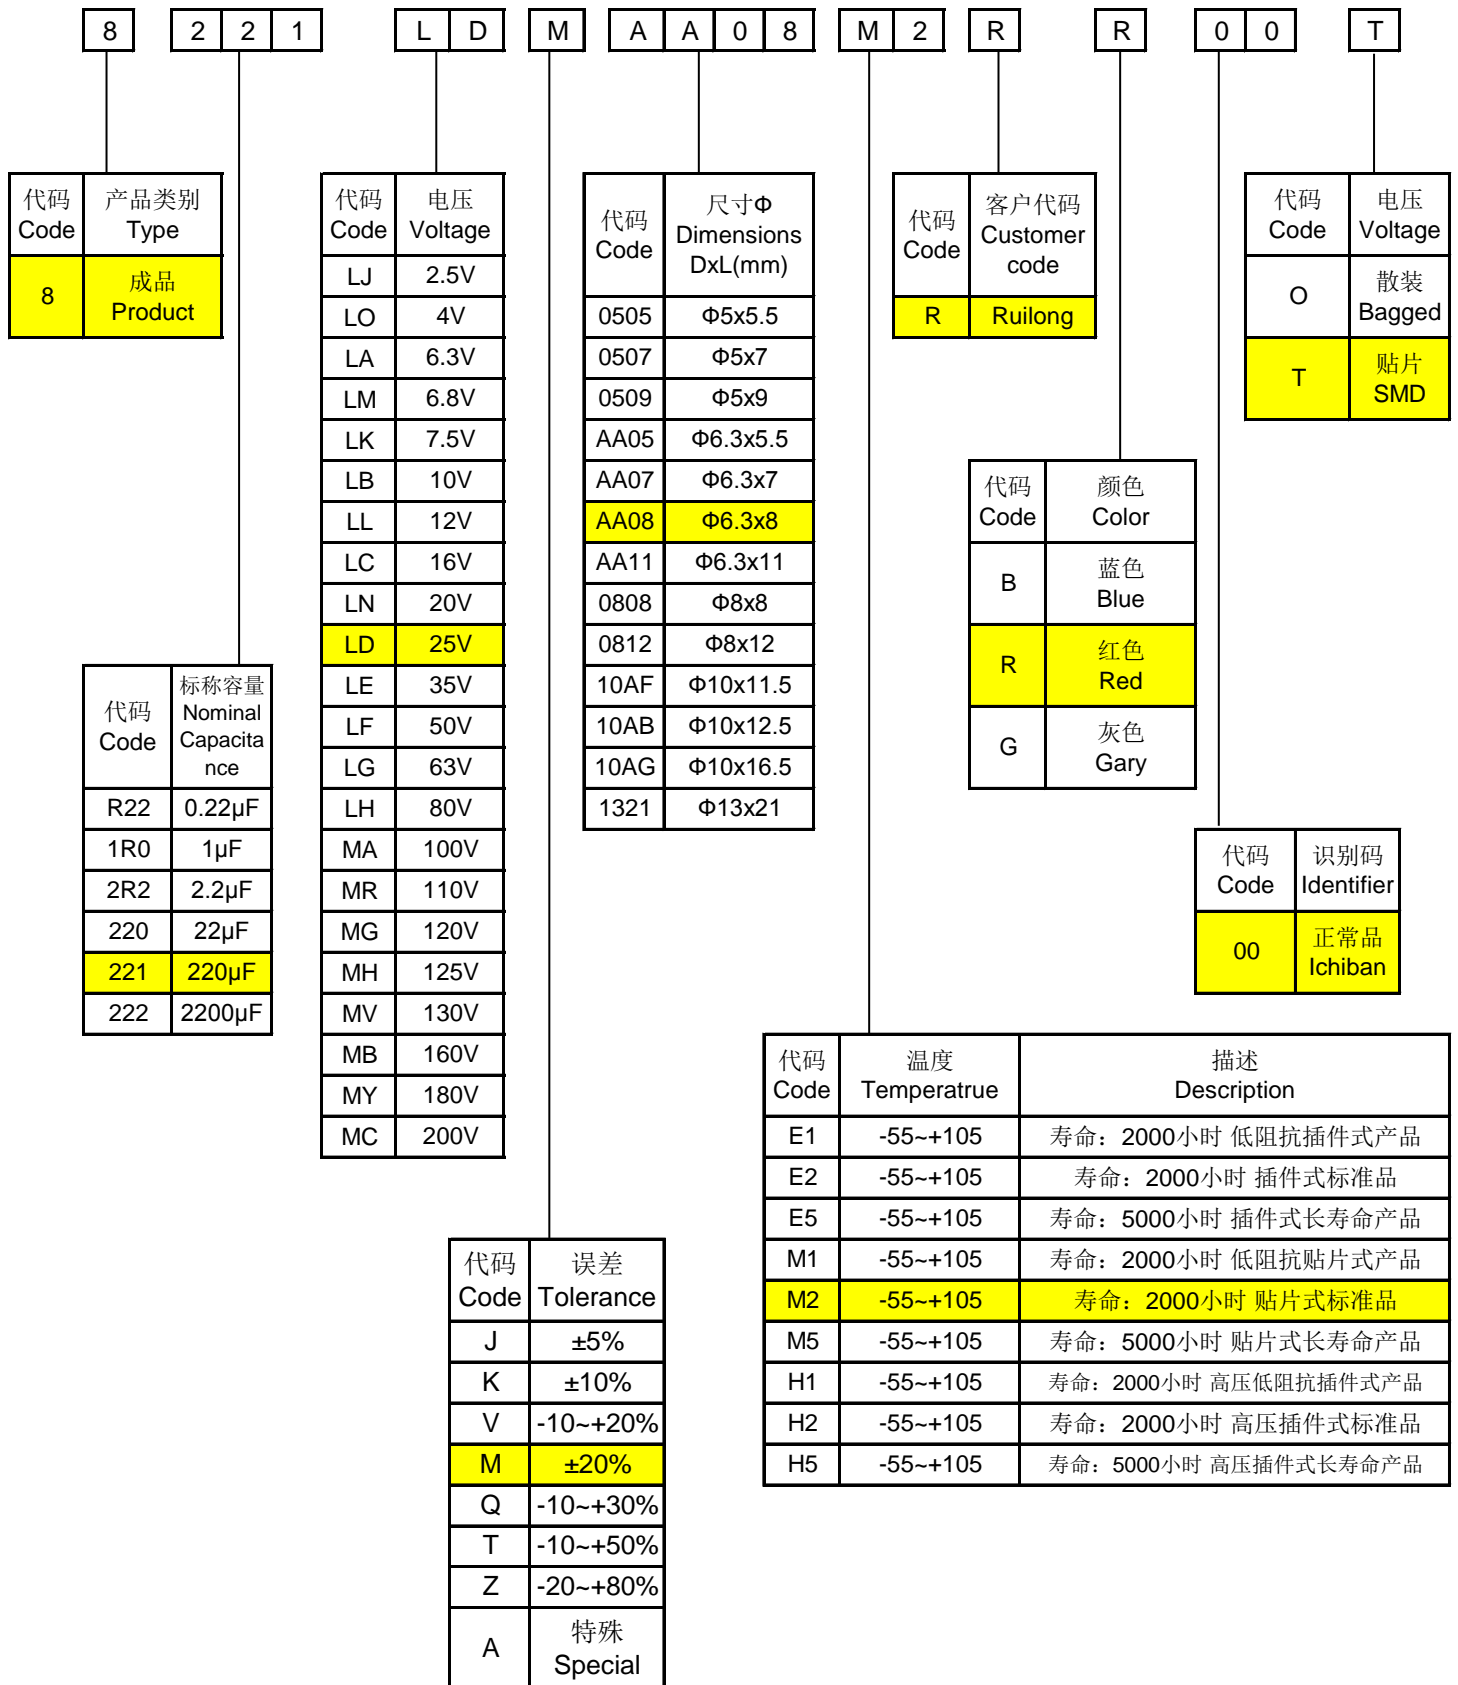 8 2 2 1 L D M A A 0 8 M 2 R R 0 0 T
代码 产品类别
Code Type
8 成品
Product
代码 标称容量
Code Nominal
Capacita
nce
R22 0.22μF
1R0 1μF
2R2 2.2μF
220 22μF
221 220μF
222 2200μF
代码 电压
Code Voltage
LJ 2.5V
LO 4V
LA 6.3V
LM 6.8V
LK 7.5V
LB 10V
LL 12V
LC 16V
LN 20V
LD 25V
LE 35V
LF 50V
LG 63V
LH 80V
MA 100V
MR 110V
MG 120V
MH 125V
MV 130V
MB 160V
MY 180V
MC 200V
代码 误差
Code Tolerance
J ±5%
K ±10%
V -10~+20%
M ±20%
Q -10~+30%
T -10~+50%
Z -20~+80%
A 特殊
Special
代码 尺寸Φ
Code Dimensions
DxL(mm)
0505 Φ5x5.5
0507 Φ5x7
0509 Φ5x9
AA05 Φ6.3x5.5
AA07 Φ6.3x7
AA08 Φ6.3x8
AA11 Φ6.3x11
0808 Φ8x8
0812 Φ8x12
10AF Φ10x11.5
10AB Φ10x12.5
10AG Φ10x16.5
1321 Φ13x21
代码 温度 描述
Code Temperatrue Description
E1 -55~+105 寿命：2000小时 低阻抗插件式产品
E2 -55~+105 寿命：2000小时 插件式标准品
E5 -55~+105 寿命：5000小时 插件式长寿命产品
M1 -55~+105 寿命：2000小时 低阻抗贴片式产品
M2 -55~+105 寿命：2000小时 贴片式标准品
M5 -55~+105 寿命：5000小时 贴片式长寿命产品
H1 -55~+105 寿命：2000小时 高压低阻抗插件式产品
H2 -55~+105 寿命：2000小时 高压插件式标准品
H5 -55~+105 寿命：5000小时 高压插件式长寿命产品
代码 客户代码
Code Customer
code
R Ruilong
代码 颜色
Code Color
B 蓝色
Blue
R 红色
Red
G 灰色
Gary
代码 识别码
Code Identifier
00 正常品
Ichiban
代码 电压
Code Voltage
O 散装
Bagged
T 贴片
SMD